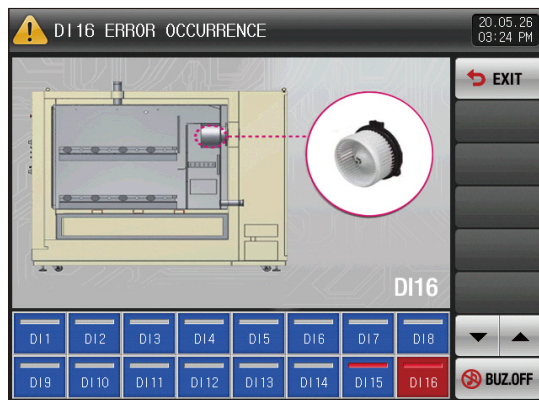 DI16 ERROR OCCURRENCE
20.05.26
03:24 PM
EXIT
DI16
DI1 DI2 DI3 DI4 DI5 DI6 DI7 DI8
DI9 DI10 DI11 DI12 DI13 DI14 DI15 DI16
BUZ.OFF